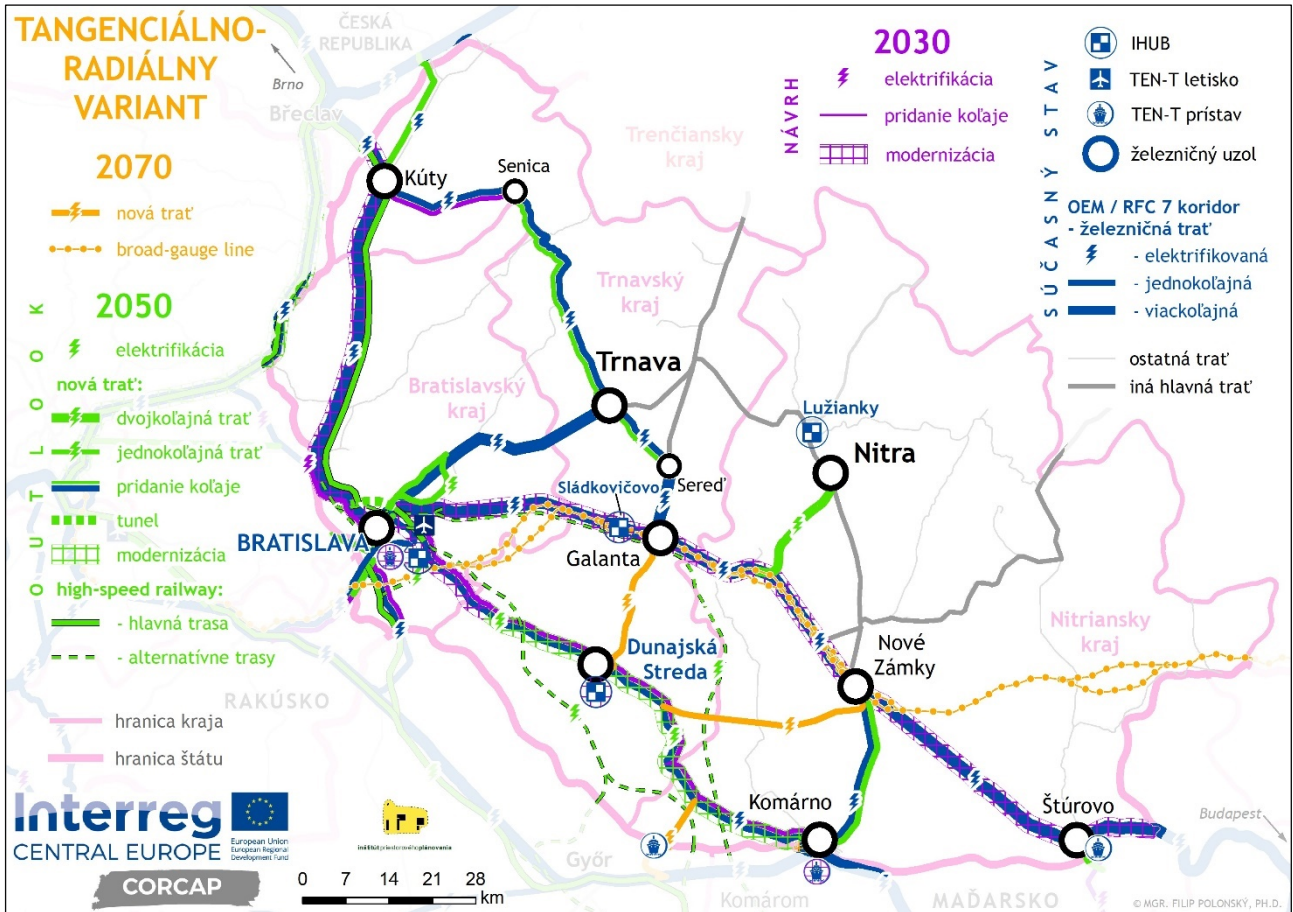 TANGENCIÁLNO-
RADIÁLNY
VARIANT
2070
nová trať
broad-gauge line
OUTLOOK
2050
elektrifikácia
nová trať:
dvojkoľajná trať
jednokoľajná trať
pridanie koľaje
tunel
modernizácia
high-speed railway:
- hlavná trasa
- alternatívne trasy
hranica kraja
hranica štátu
Interreg
CENTRAL EUROPE
European Union
European Regional
Development Fund
CORCAP
inštitútpriestorovéhoplánovania
0 7 14 21 28
km
NÁVRH
2030
elektrifikácia
pridanie koľaje
modernizácia
SÚČASNÝ STAV
IHUB
TEN-T letisko
TEN-T prístav
železničný uzol
OEM / RFC 7 koridor
- železničná trať
- elektrifikovaná
- jednokoľajná
- viackoľajná
ostatná trať
iná hlavná trať
ČESKÁ
REPUBLIKA
Brno
Břeclav
Kúty
Senica
Trenčiansky
kraj
Trnavský
kraj
Bratislavský
kraj
Trnava
Lužianky
Nitra
Sereď
Sládkovičovo
BRATISLAVA
Galanta
Nitriansky
kraj
Dunajská
Streda
Nové
Zámky
RAKÚSKO
Komárno
Štúrovo
Budapest
Győr
Komárom
MAĎARSKO
© MGR. FILIP POLONSKÝ, PH.D.